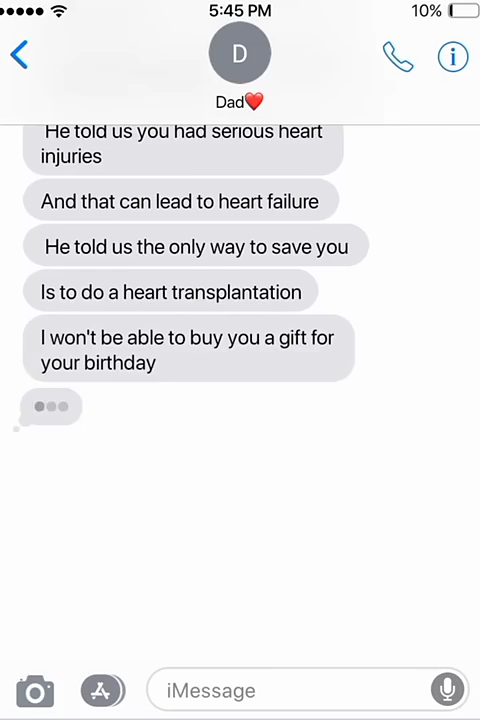 5:45 PM
10%
D
Dad❤️
He told us you had serious heart
injuries
And that can lead to heart failure
He told us the only way to save you
Is to do a heart transplantation
I won't be able to buy you a gift for
your birthday
iMessage